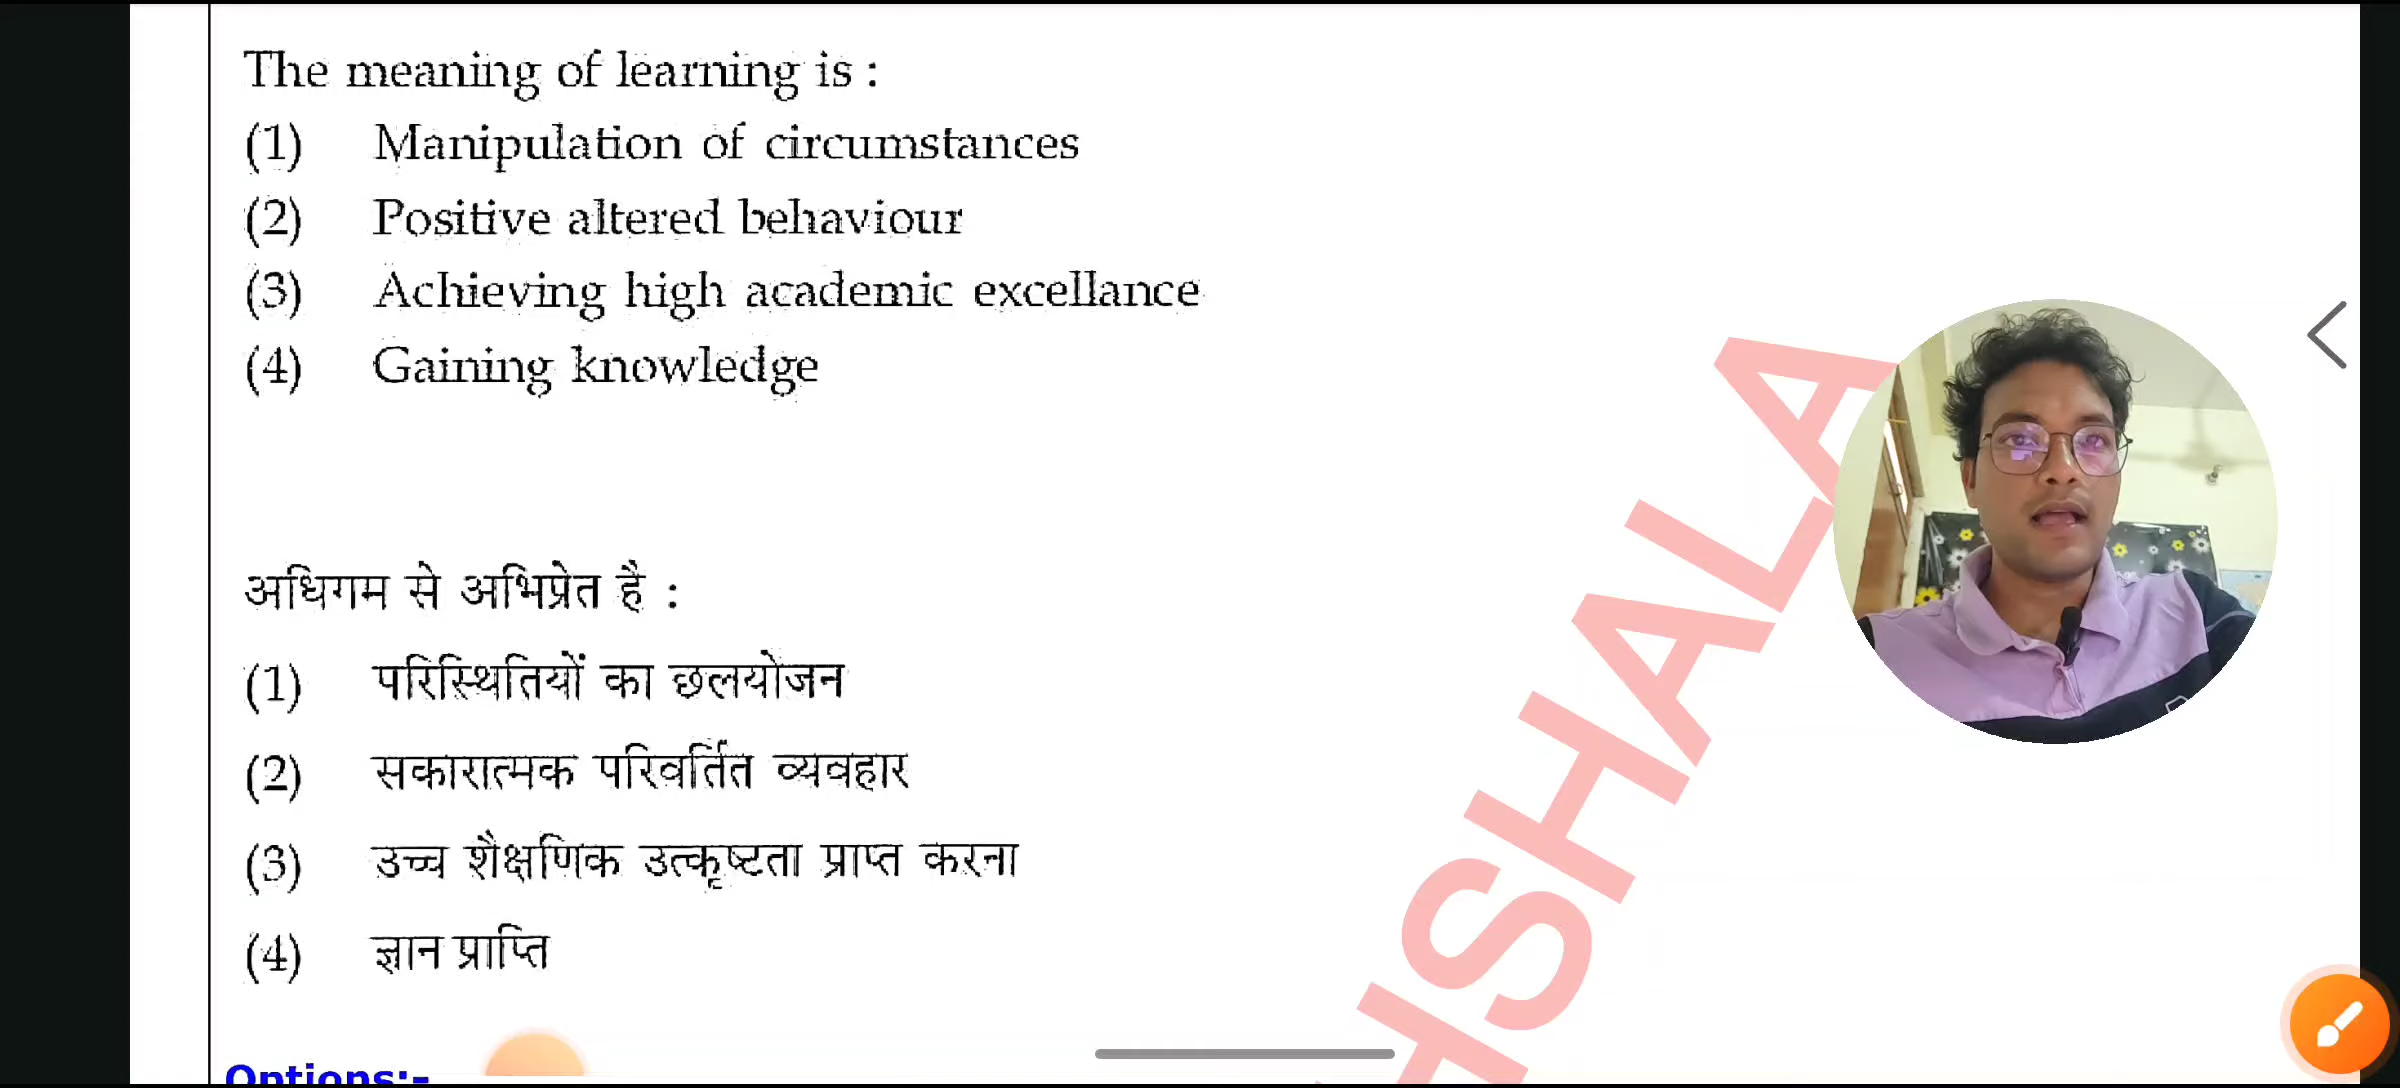 The meaning of learning is :
(1) Manipulation of circumstances
(2) Positive altered behaviour
(3) Achieving high academic excellance
(4) Gaining knowledge
अधिगम से अभिप्रेत है :
(1) परिस्थितियों का छलयोजन
(2) सकारात्मक परिवर्तित व्यवहार
(3) उच्च शैक्षणिक उत्कृष्टता प्राप्त करना
(4) ज्ञान प्राप्ति
Options:-
HSHALA